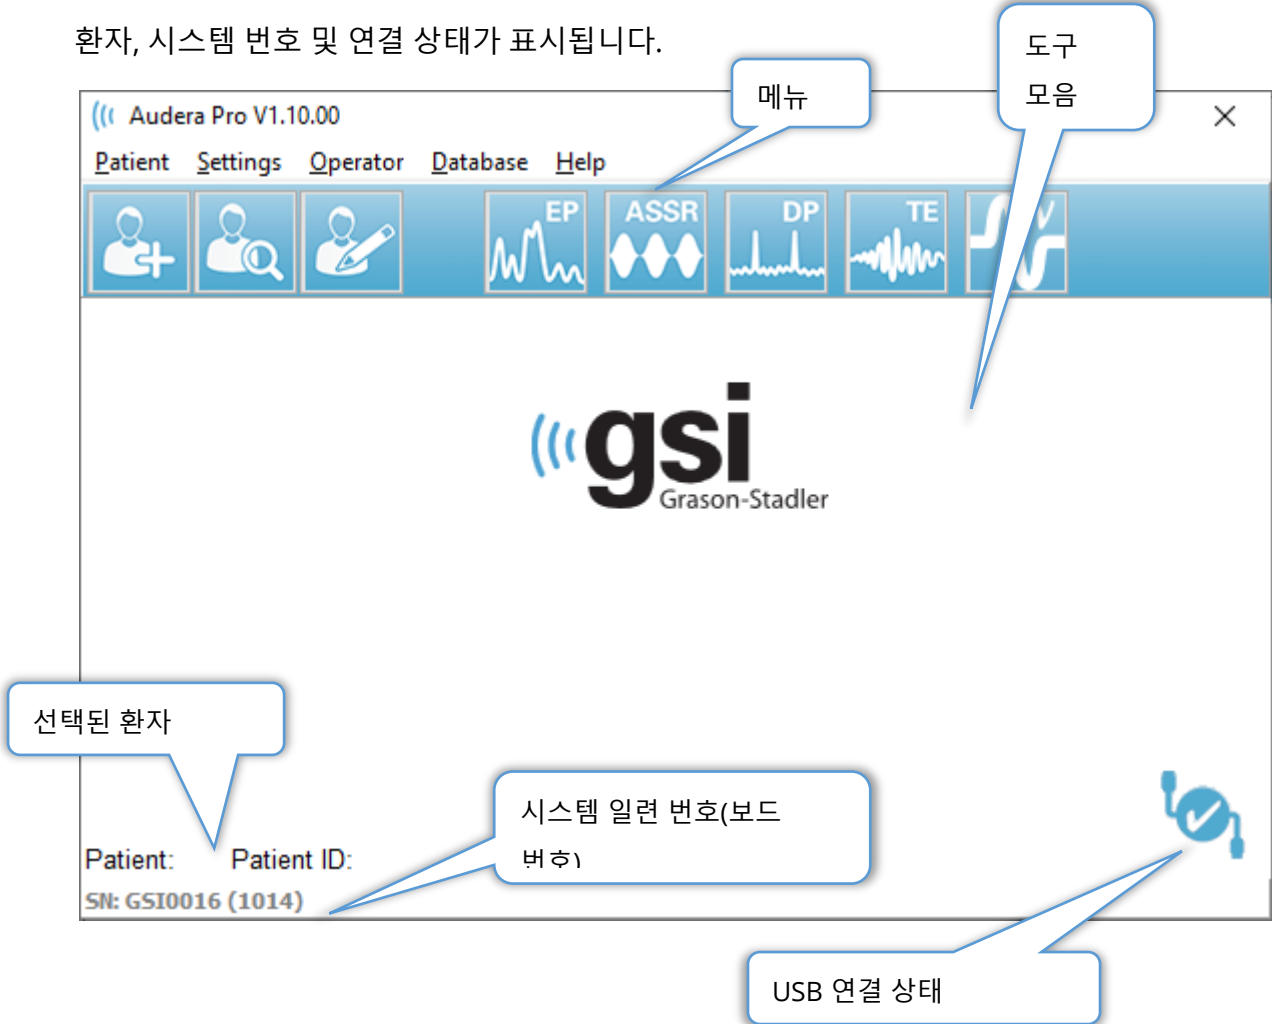 환자, 시스템 번호 및 연결 상태가 표시됩니다.
도구
모음
메뉴
Audera Pro V1.10.00
Patient Settings Operator Database Help
EP ASSR DP TE
gsi
Grason-Stadler
선택된 환자
시스템 일련 번호(보드
번호)
Patient: Patient ID:
SN: GSI0016 (1014)
USB 연결 상태